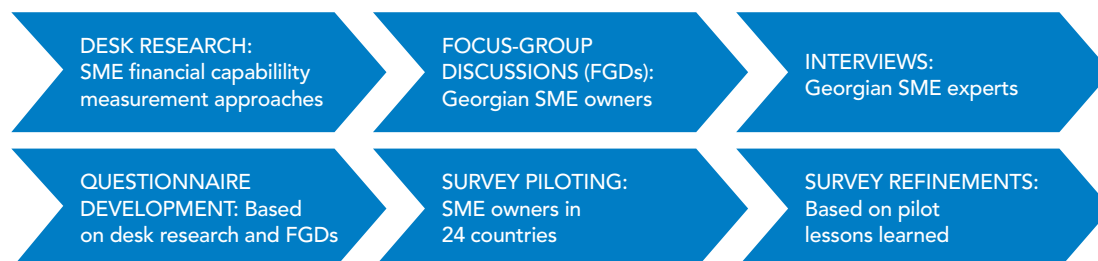 DESK RESEARCH:
SME financial capabilility
measurement approaches
FOCUS-GROUP
DISCUSSIONS (FGDs):
Georgian SME owners
INTERVIEWS:
Georgian SME experts
QUESTIONNAIRE
DEVELOPMENT: Based
on desk research and FGDs
SURVEY PILOTING:
SME owners in
24 countries
SURVEY REFINEMENTS:
Based on pilot
lessons learned